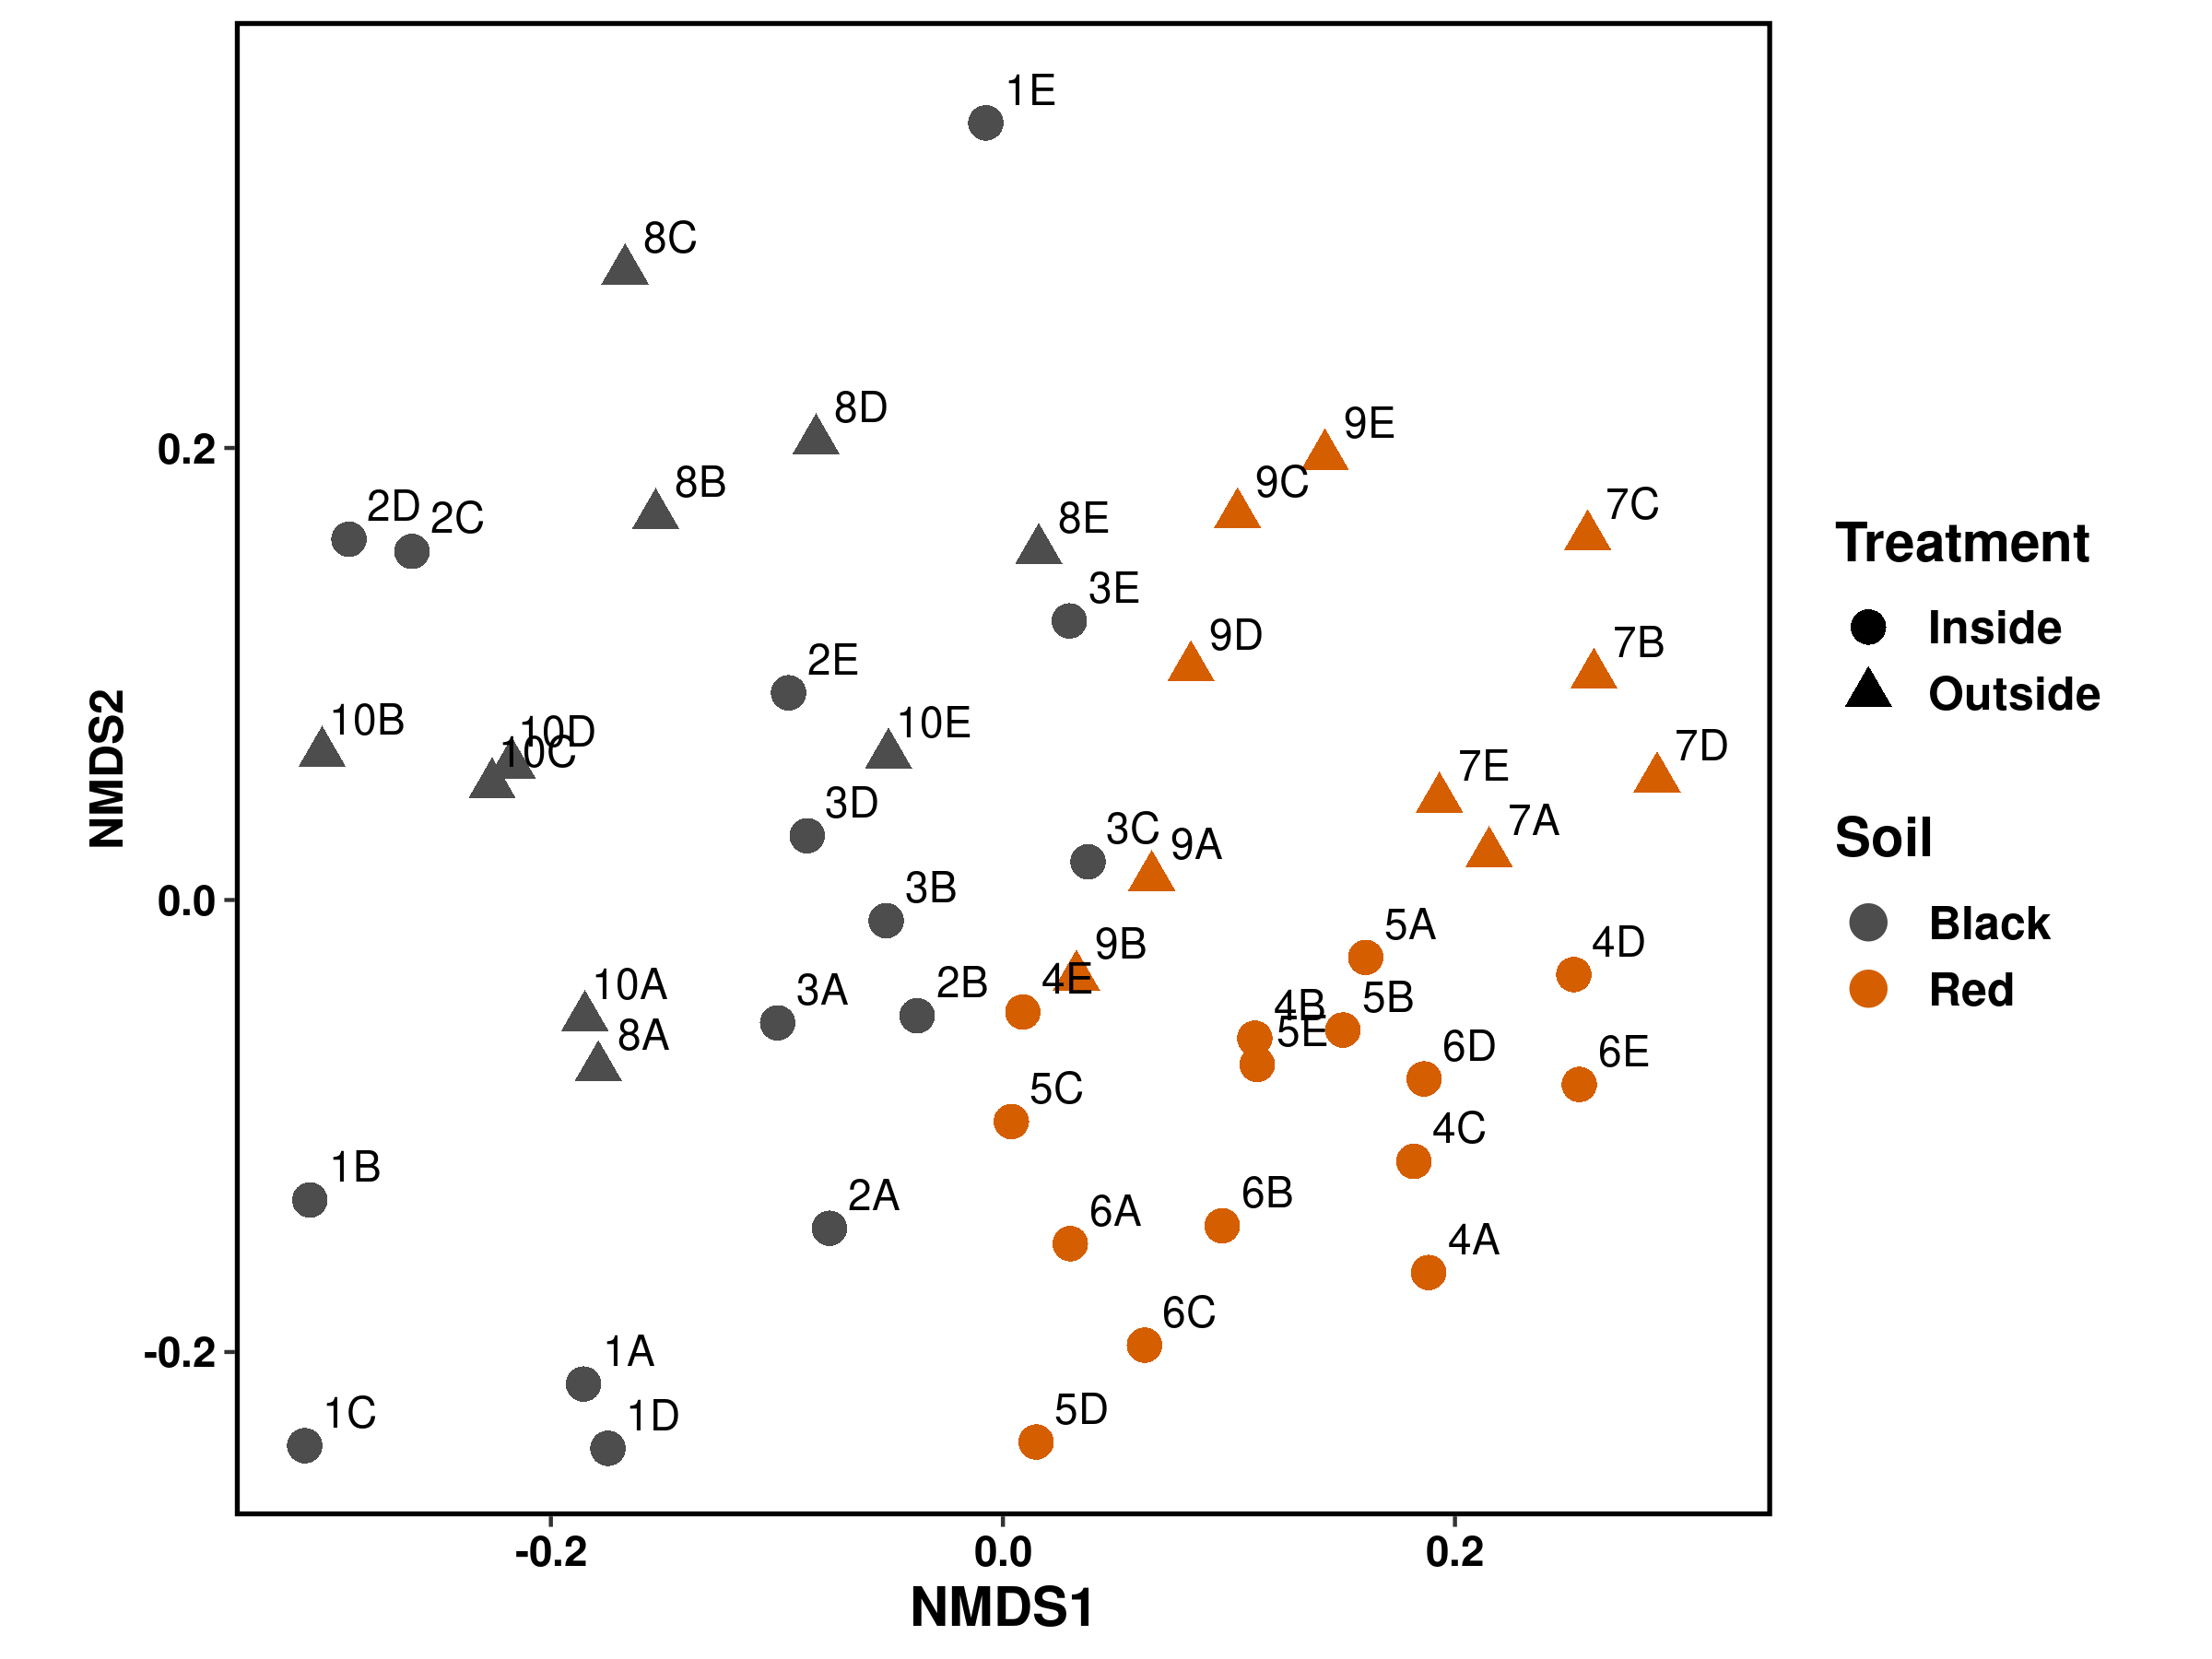 1E
8C
8D
9E
8B
9C
2D
2C
7C
8E
3E
9D
7B
2E
10B
10D
10E
10C
7D
7E
3D
7A
3C
9A
3B
5A
9B
4D
4E
10A
3A
2B
4B
5B
5E
8A
6D
6E
5C
4C
1B
2A
6B
6A
4A
6C
1A
5D
1C
1D
0.2
0.0
-0.2
NMDS2
-0.2
0.0
0.2
NMDS1
Treatment
Inside
Outside
Soil
Black
Red